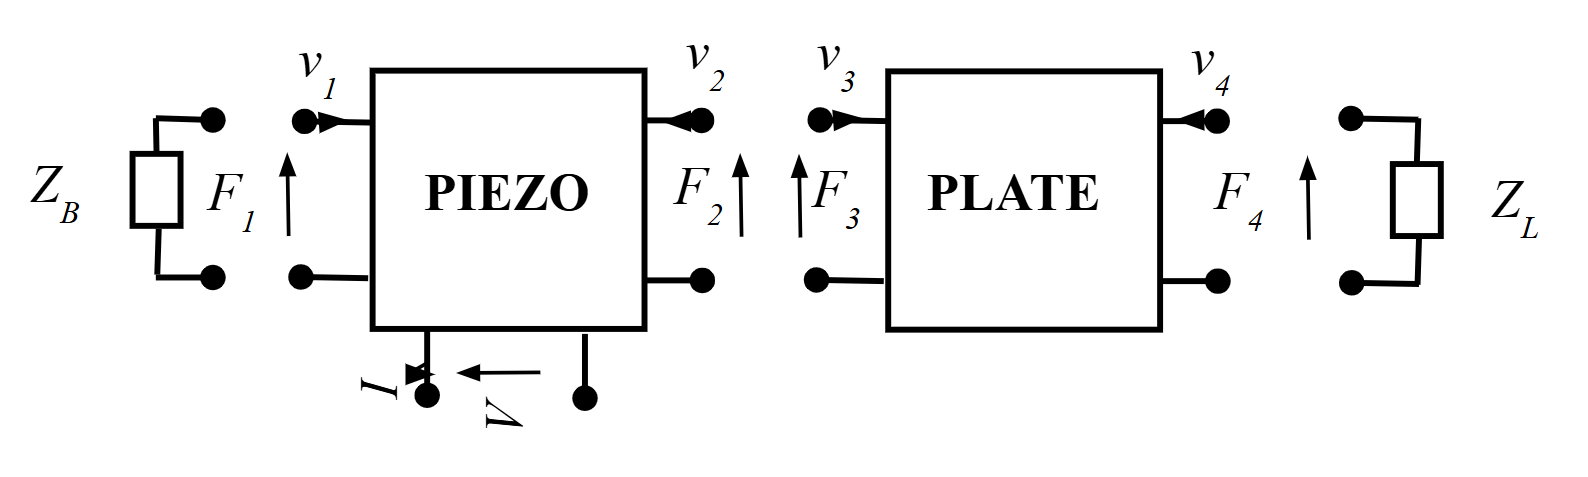 v1 v2 v3 v4
ZB F1 PIEZO F2 F3 PLATE F4 ZL
I V